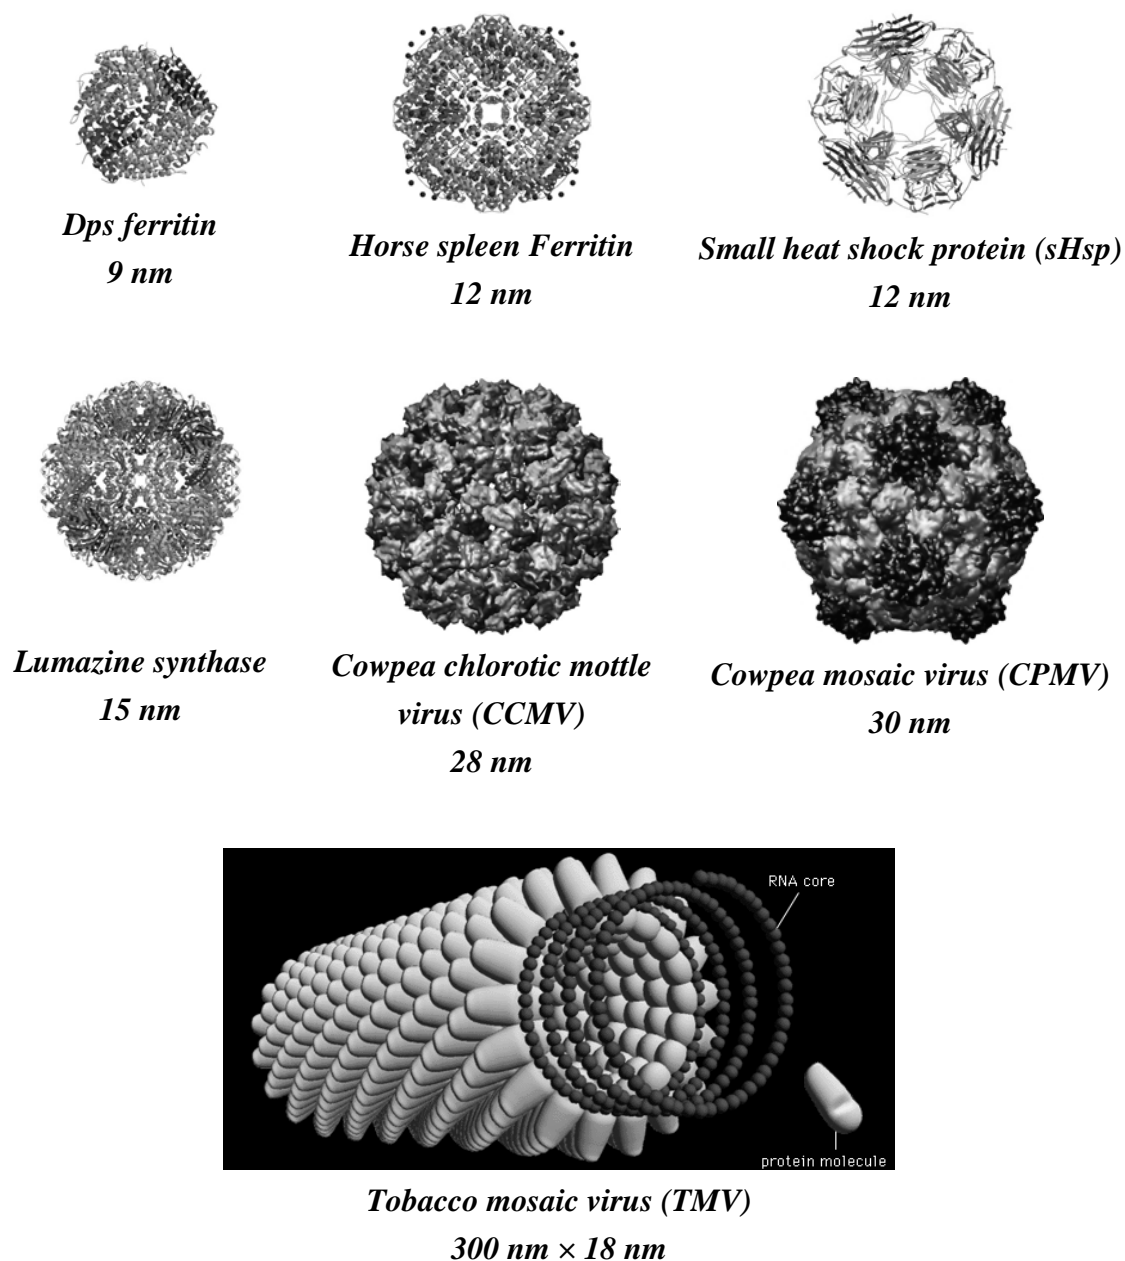 Dps ferritin
9 nm
Horse spleen Ferritin
12 nm
Small heat shock protein (sHsp)
12 nm
Lumazine synthase
15 nm
Cowpea chlorotic mottle
virus (CCMV)
28 nm
Cowpea mosaic virus (CPMV)
30 nm
RNA core
protein molecule
Tobacco mosaic virus (TMV)
300 nm × 18 nm